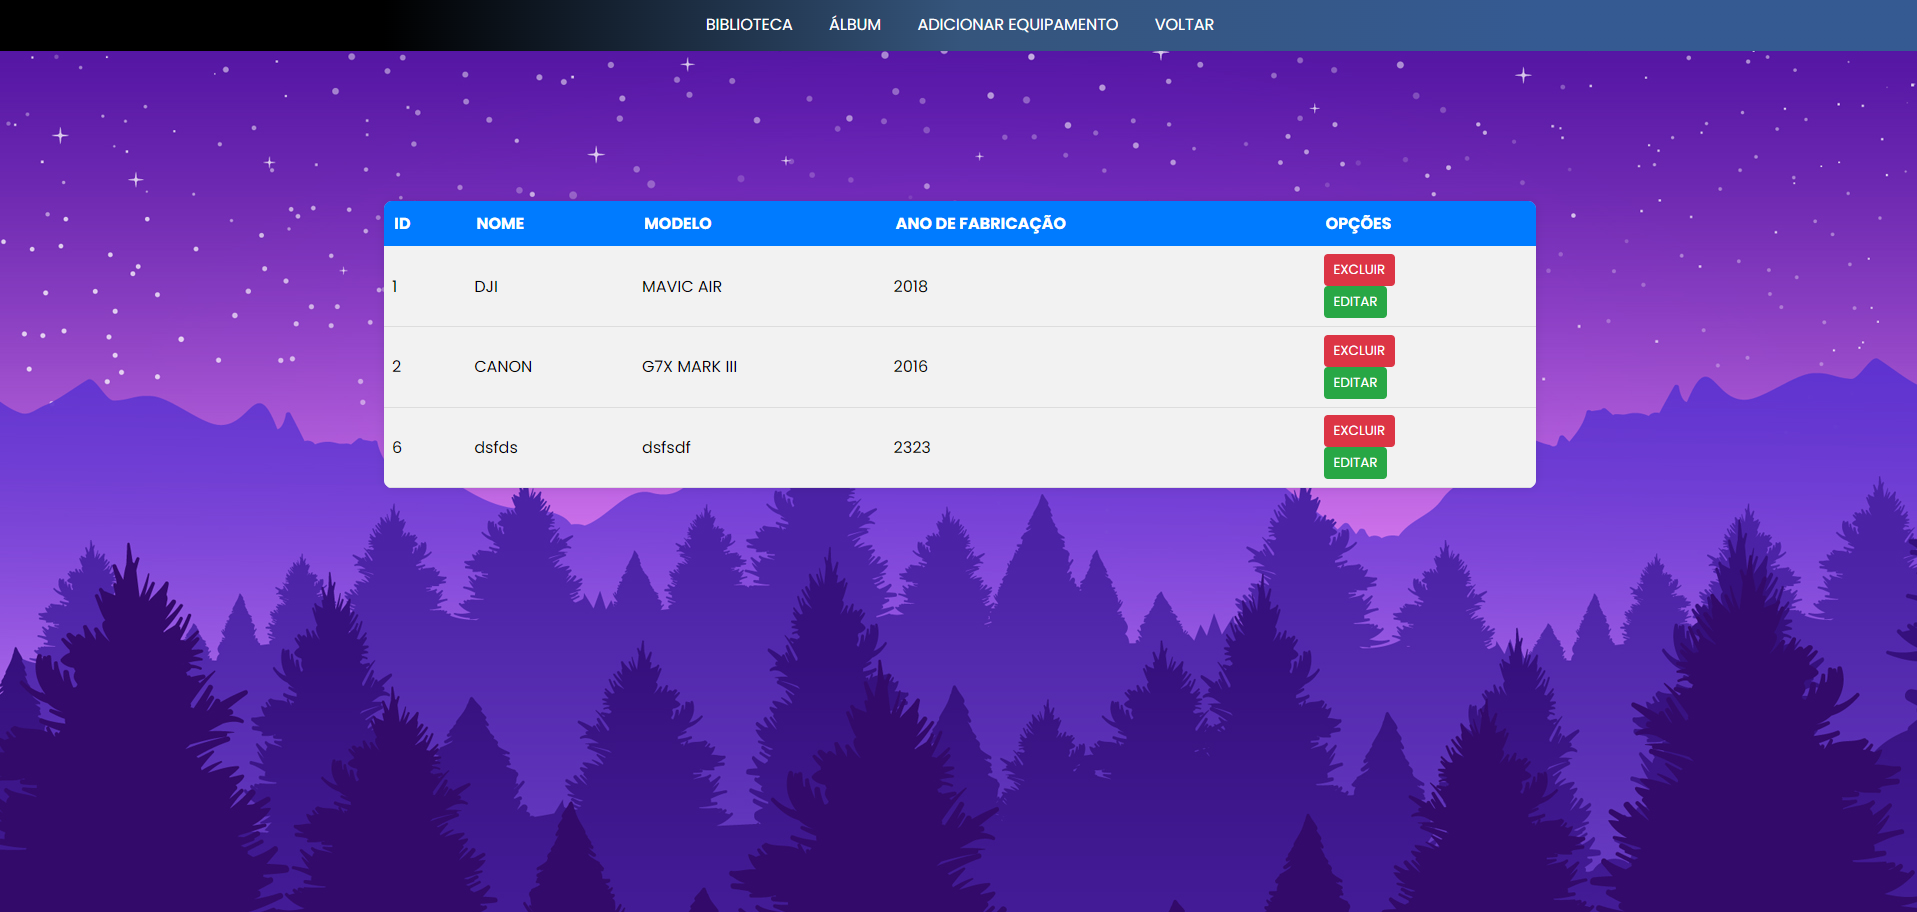 BIBLIOTECA ÁLBUM ADICIONAR EQUIPAMENTO VOLTAR
ID NOME MODELO ANO DE FABRICAÇÃO OPÇÕES
1 DJI MAVIC AIR 2018 EXCLUIR
EDITAR
2 CANON G7X MARK III 2016 EXCLUIR
EDITAR
6 dsfds dsfsdf 2323 EXCLUIR
EDITAR